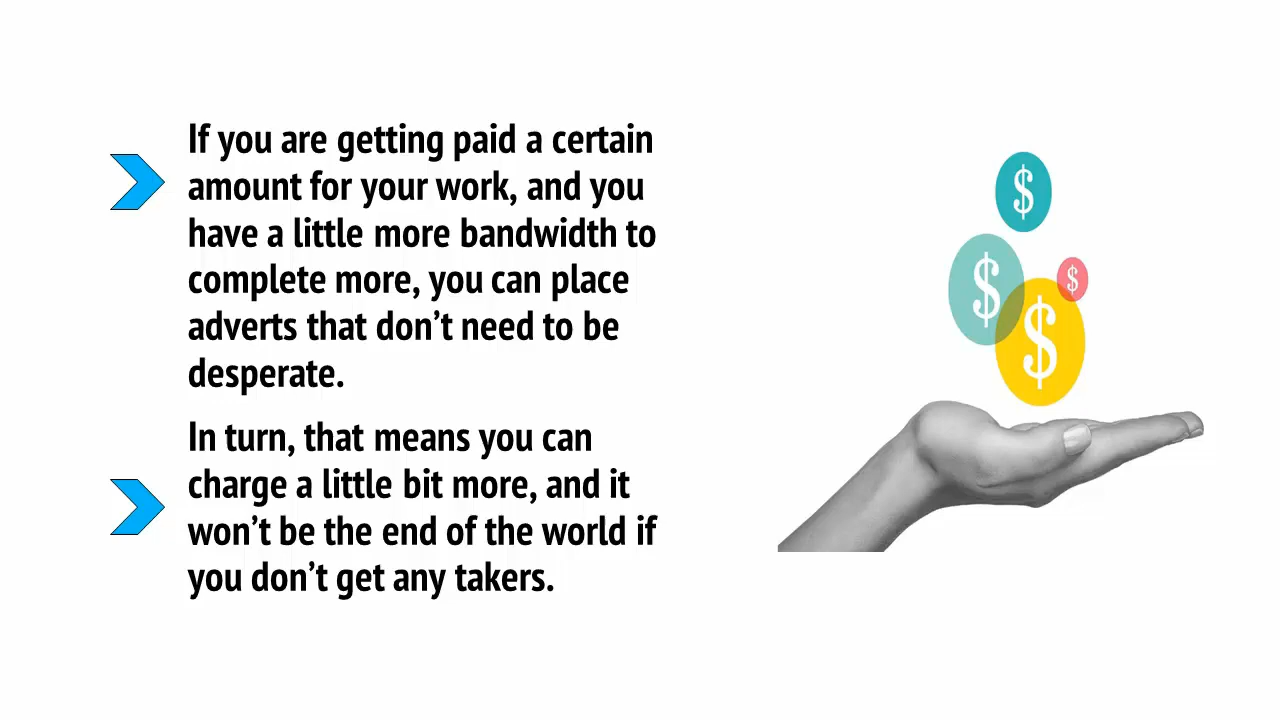 If you are getting paid a certain
amount for your work, and you
have a little more bandwidth to
complete more, you can place
adverts that don’t need to be
desperate.
In turn, that means you can
charge a little bit more, and it
won’t be the end of the world if
you don’t get any takers.
$
$
$
$